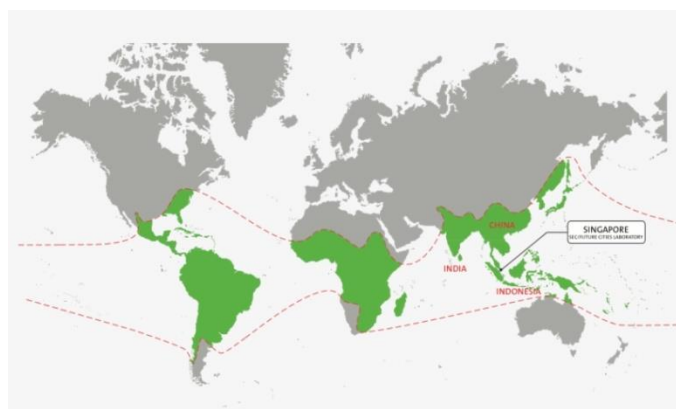 CHINA
SINGAPORE
SEC FUTURE CITIES LABORATORY
INDIA
INDONESIA